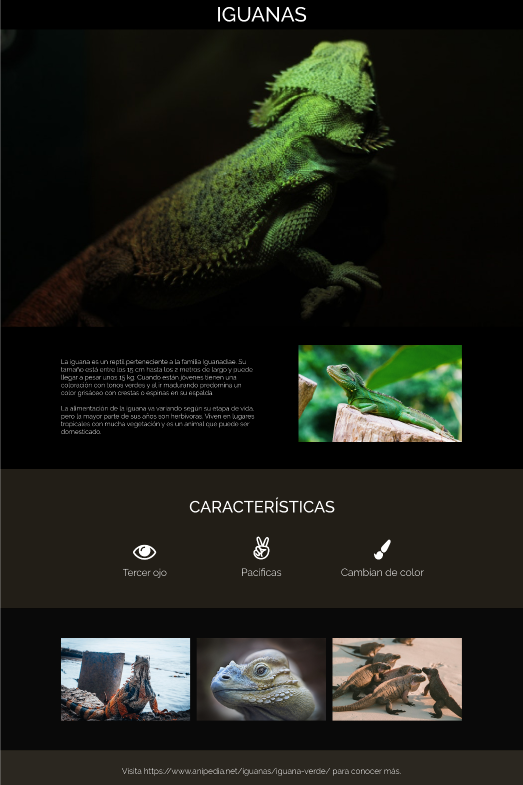 IGUANAS
La iguana es un reptil perteneciente a la familia Iguanadiae. Su
tamaño está entre los 15 cm hasta los 2 metros de largo y puede
llegar a pesar unos 15 kg. Cuando están jóvenes tienen una
coloración con tonos verdes y al ir madurando predomina un
color grisáceo con crestas o espinas en su espalda.
La alimentación de la iguana va variando según su etapa de vida,
pero la mayor parte de sus años son herbívoras. Viven en lugares
tropicales con mucha vegetación y es un animal que puede ser
domesticado.
CARACTERÍSTICAS
Tercer ojo
Pacíficas
Cambian de color
Visita https://www.anipedia.net/iguanas/iguana-verde/ para conocer más.